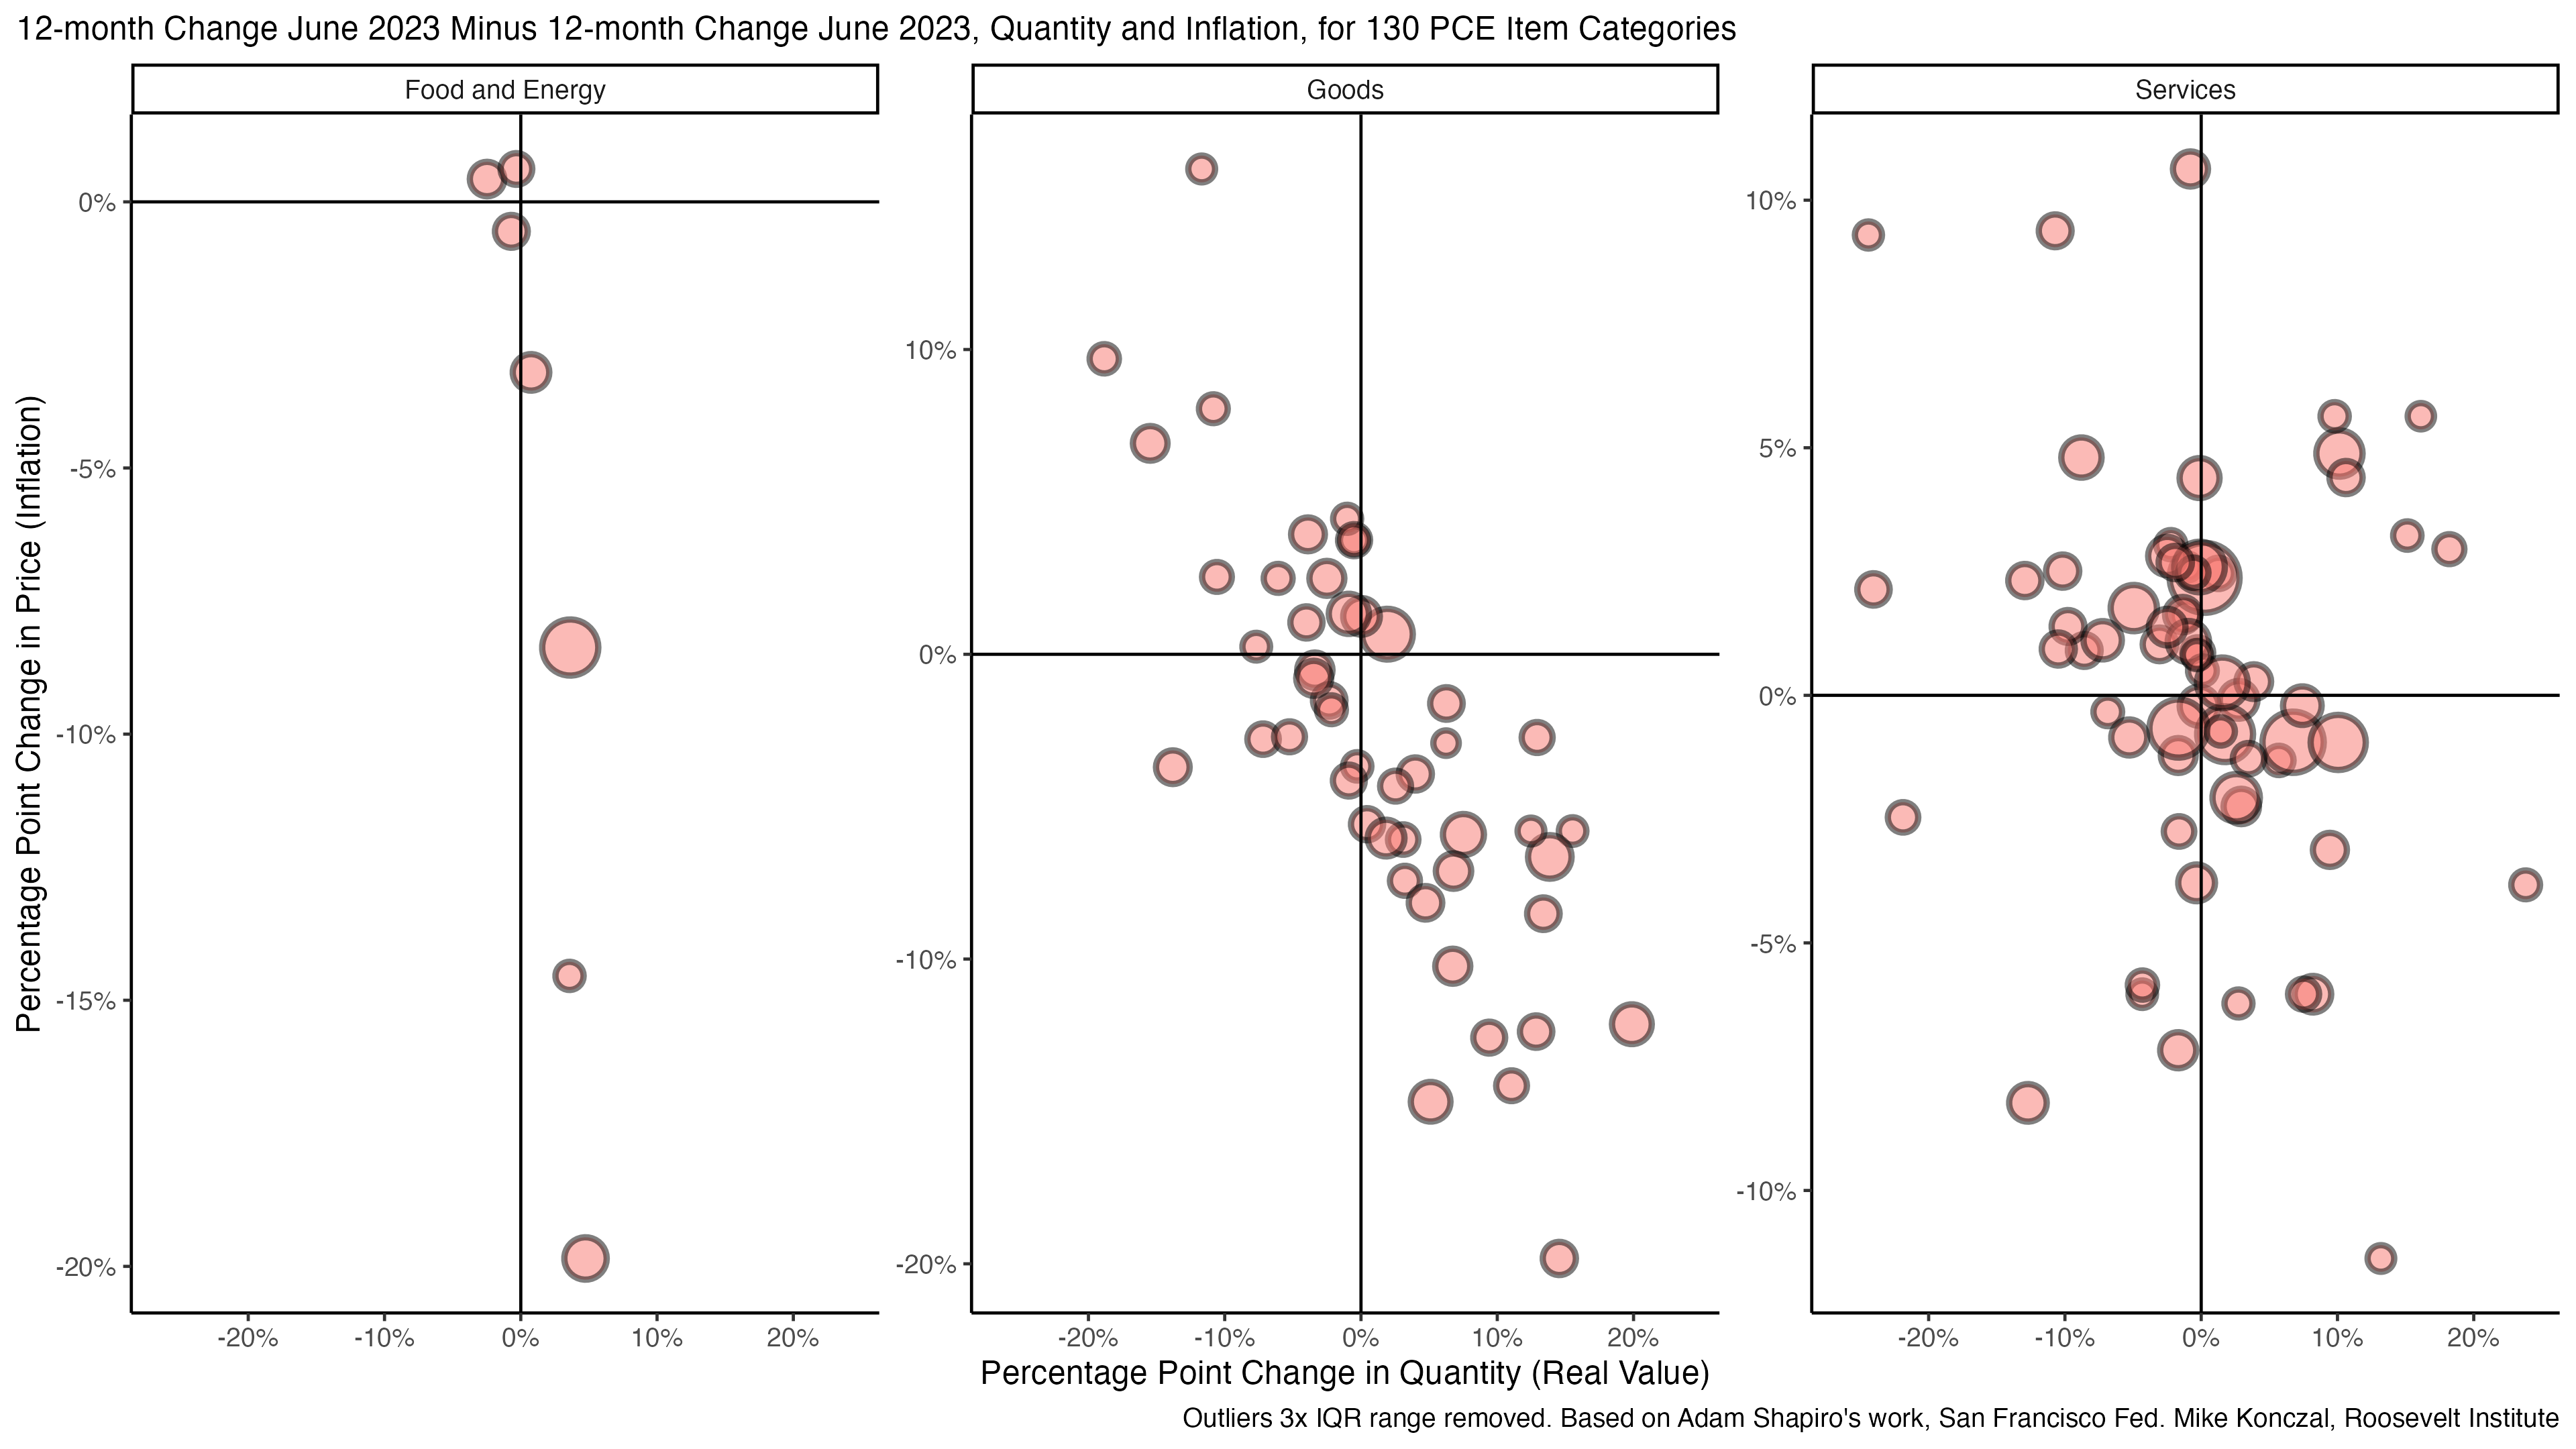 12-month Change June 2023 Minus 12-month Change June 2023, Quantity and Inflation, for 130 PCE Item Categories
Food and Energy
Goods
Services
Percentage Point Change in Price (Inflation)
0%
-5%
-10%
-15%
-20%
10%
0%
-10%
-20%
10%
5%
0%
-5%
-10%
-20% -10% 0% 10% 20%
-20% -10% 0% 10% 20%
-20% -10% 0% 10% 20%
Percentage Point Change in Quantity (Real Value)
Outliers 3x IQR range removed. Based on Adam Shapiro's work, San Francisco Fed. Mike Konczal, Roosevelt Institute